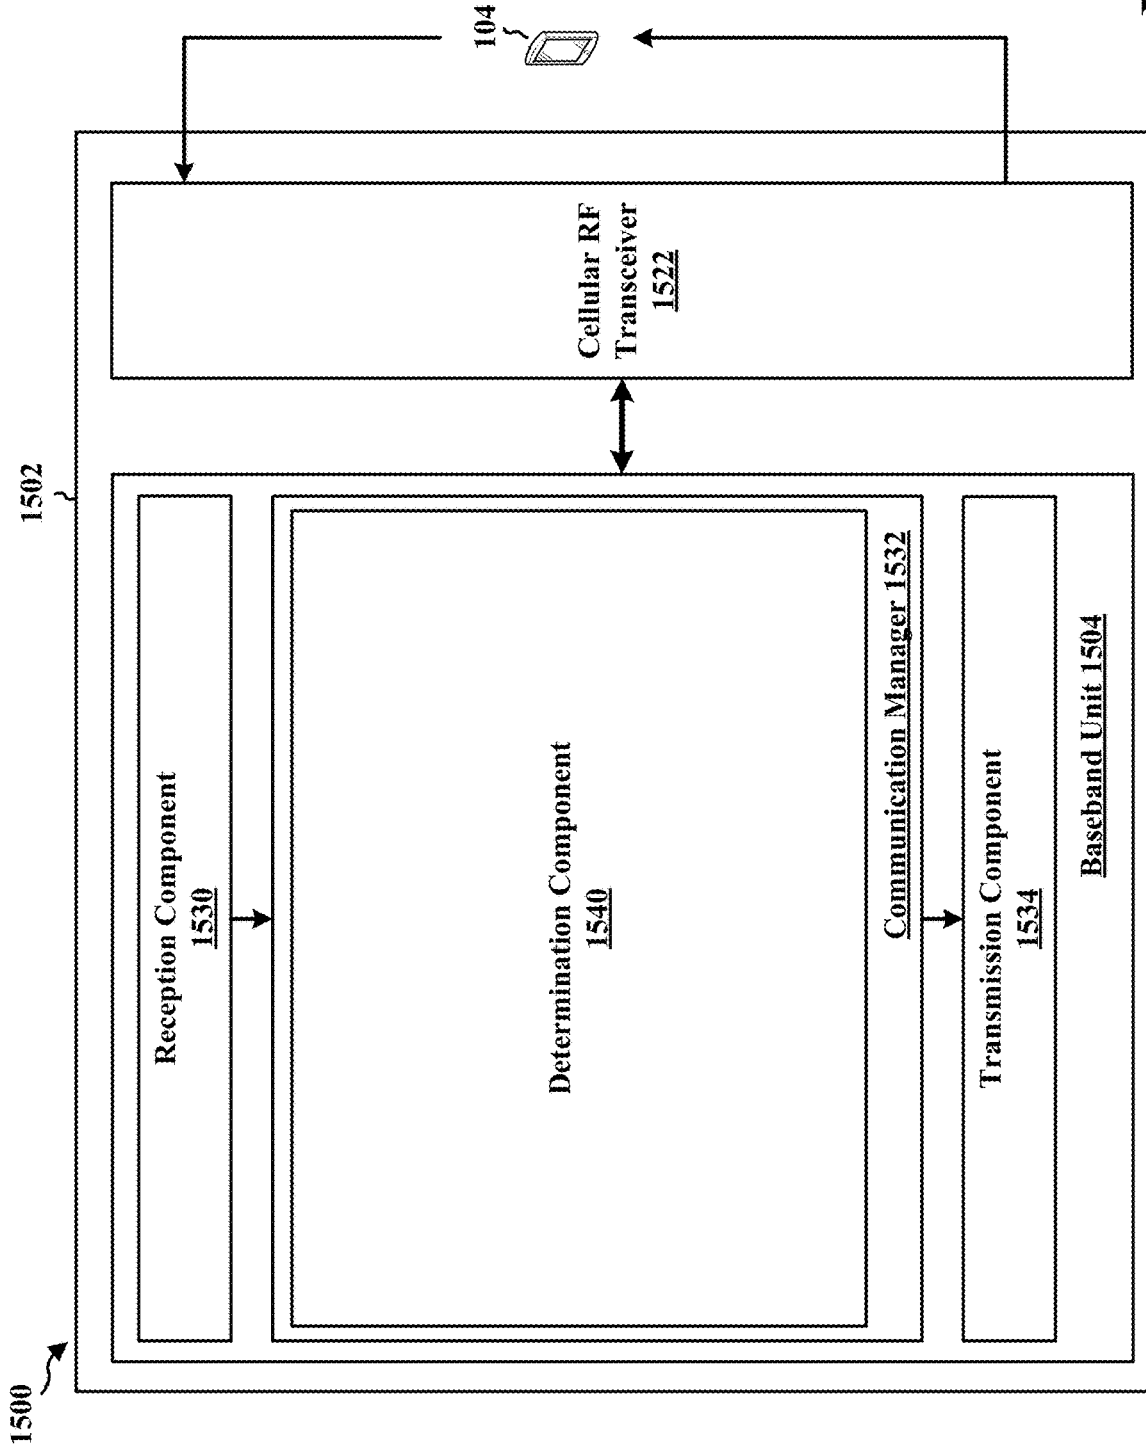 1500
1502
104
Reception Component
1530
Determination Component
1540
Communication Manager 1532
Transmission Component
1534
Baseband Unit 1504
Cellular RF
Transceiver
1522